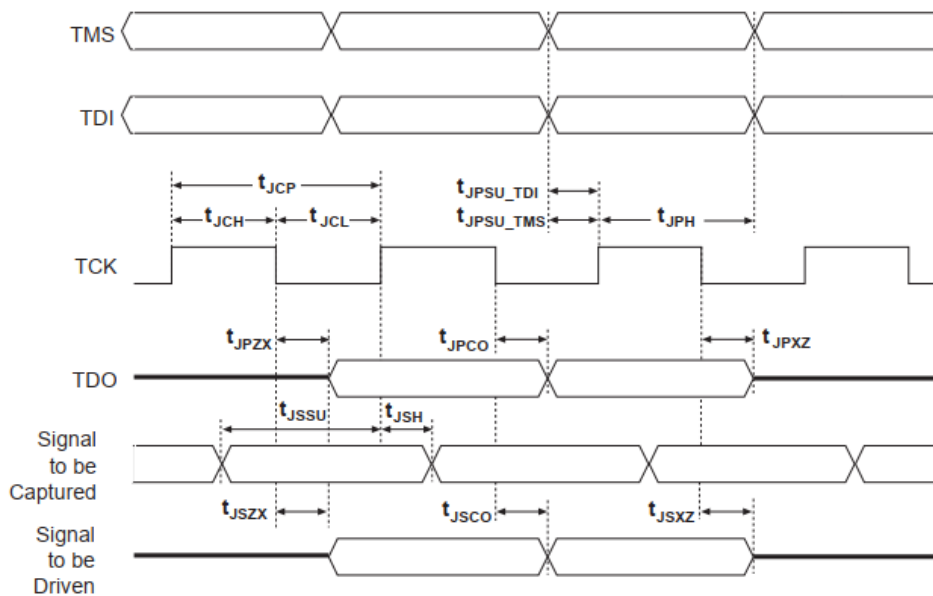 TMS
TDI
tJCP
tJPSU_TDI
tJCH
tJCL
tJPSU_TMS
tJPH
TCK
tJPZX
tJPCO
tJPXZ
TDO
tJSSU
tJSH
Signal
to be
Captured
tJSZX
tJSCO
tJSXZ
Signal
to be
Driven